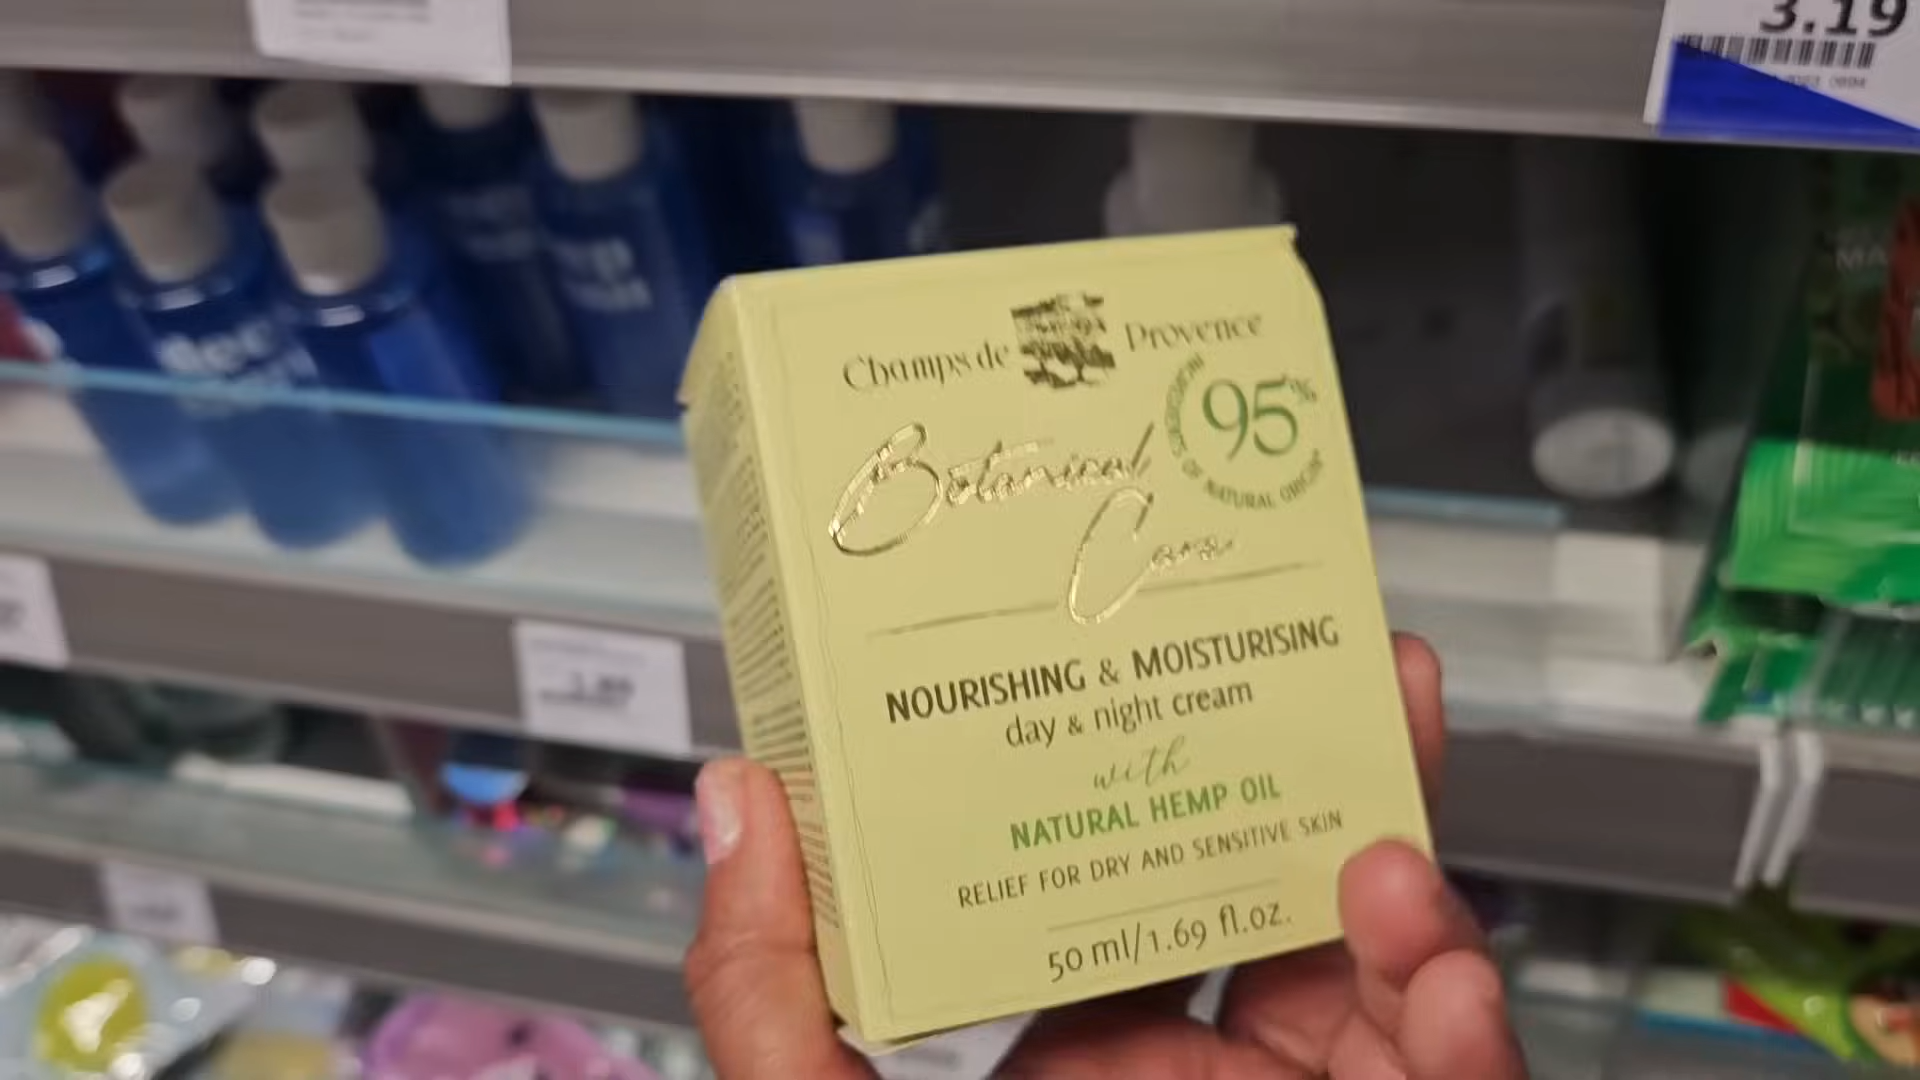 3.19
Champs de Provence
95%
INGREDIENTS OF NATURAL ORIGIN*
Botanical
Care
NOURISHING & MOISTURISING
day & night cream
with
NATURAL HEMP OIL
RELIEF FOR DRY AND SENSITIVE SKIN
50 ml/1.69 fl.oz.